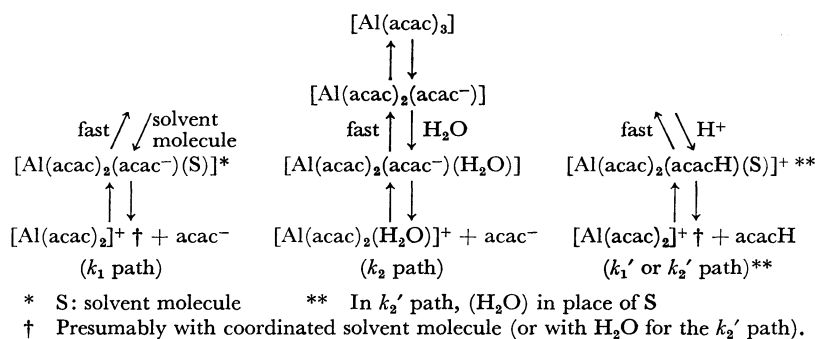 [Al(acac)₃]
[Al(acac)₂(acac⁻)]
fast solvent molecule fast H₂O fast H⁺
[Al(acac)₂(acac⁻)(S)]* [Al(acac)₂(acac⁻)(H₂O)] [Al(acac)₂(acacH)(S)]⁺ **
[Al(acac)₂]⁺ † + acac⁻ [Al(acac)₂(H₂O)]⁺ + acac⁻ [Al(acac)₂]⁺ † + acacH
(k₁ path) (k₂ path) (k₁′ or k₂′ path)**
* S: solvent molecule ** In k₂′ path, (H₂O) in place of S
† Presumably with coordinated solvent molecule (or with H₂O for the k₂′ path).